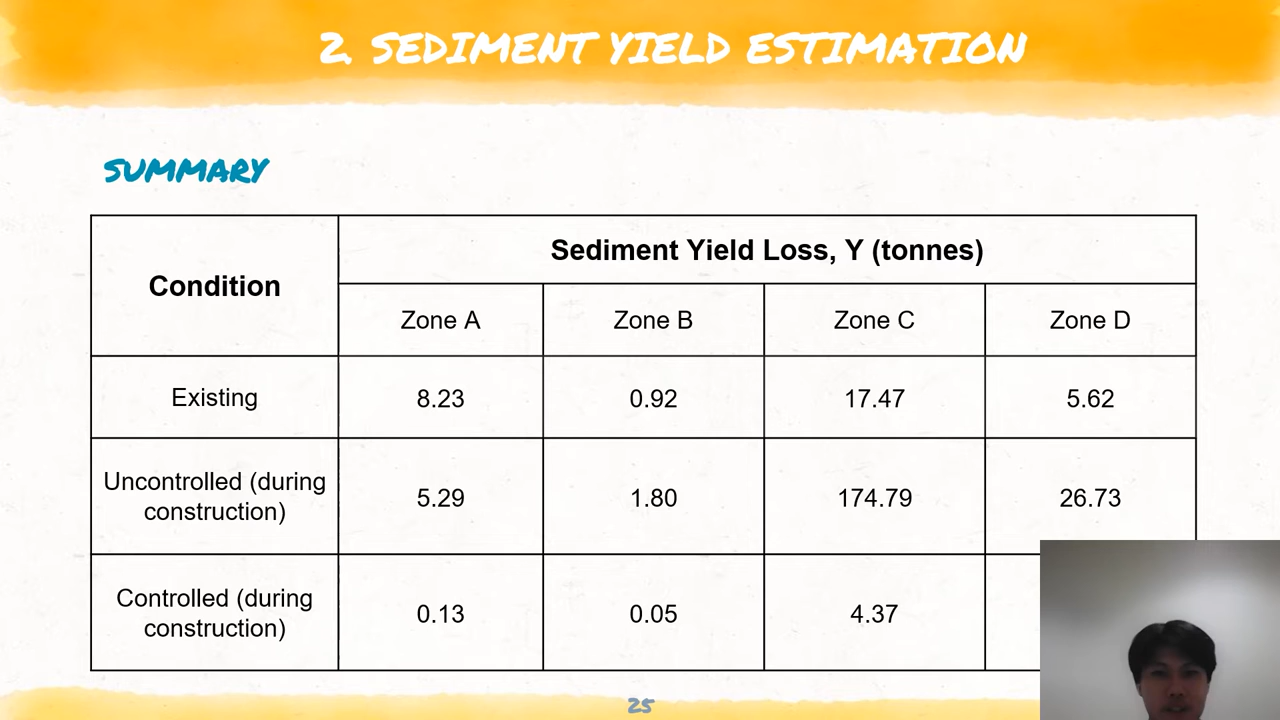 2. SEDIMENT YIELD ESTIMATION
SUMMARY
Condition
Sediment Yield Loss, Y (tonnes)
Zone A
Zone B
Zone C
Zone D
Existing
8.23
0.92
17.47
5.62
Uncontrolled (during
construction)
5.29
1.80
174.79
26.73
Controlled (during
construction)
0.13
0.05
4.37
25